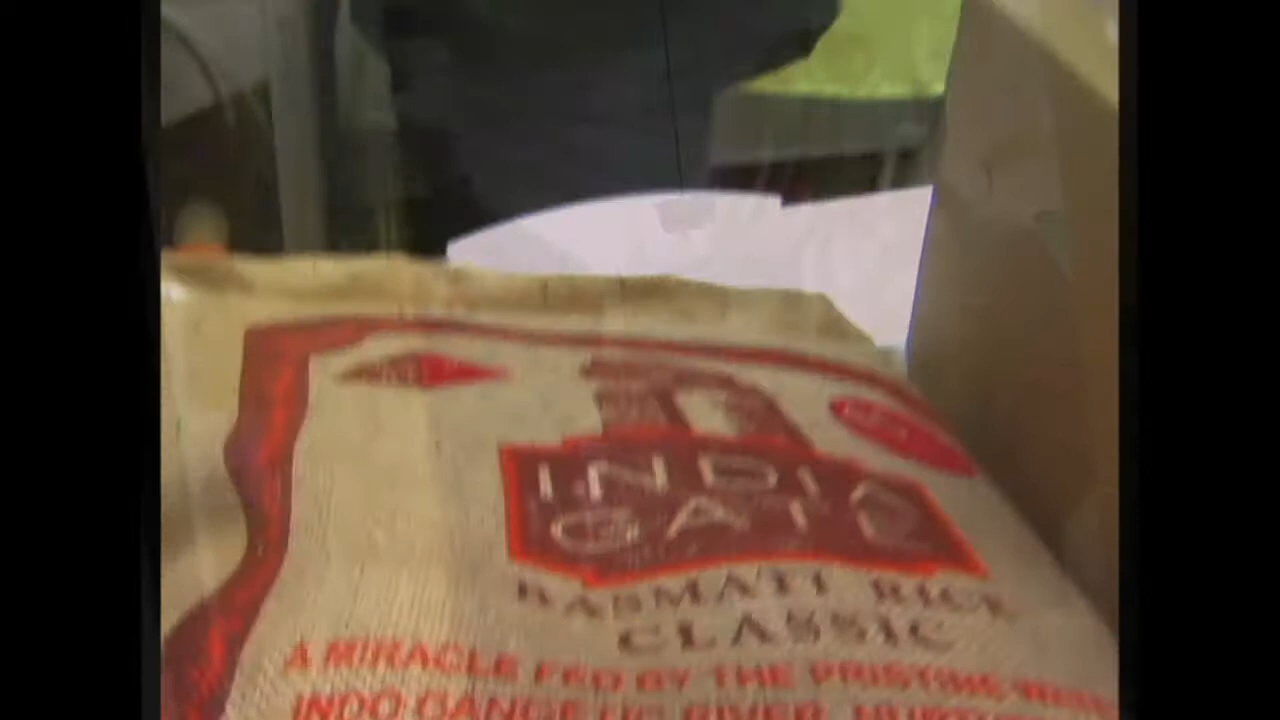 INDIA
GATE
BASMATI RICE
CLASSIC
A MIRACLE FED BY THE PRISTINE
INDO GANGETIC RIVER,